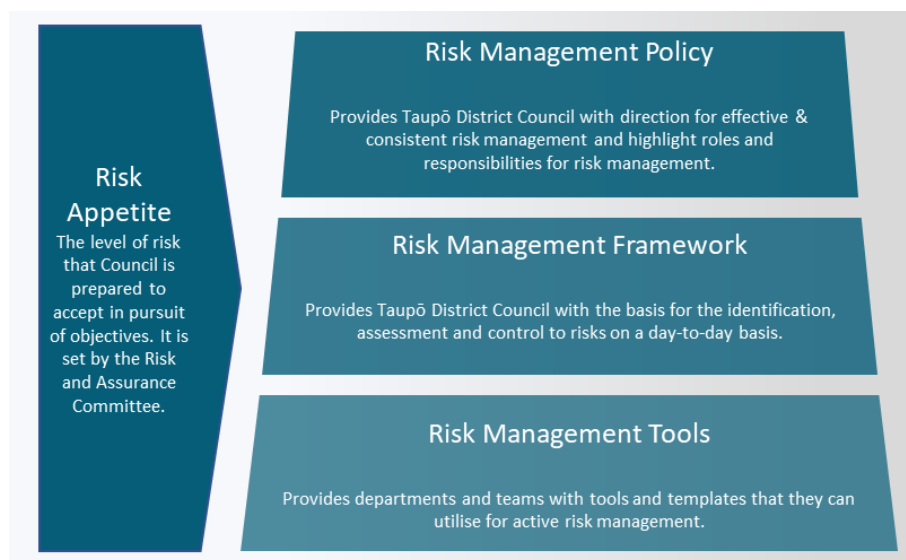 Risk
Appetite
The level of risk
that Council is
prepared to
accept in pursuit
of objectives. It is
set by the Risk
and Assurance
Committee.
Risk Management Policy
Provides Taupō District Council with direction for effective &
consistent risk management and highlight roles and
responsibilities for risk management.
Risk Management Framework
Provides Taupō District Council with the basis for the identification,
assessment and control to risks on a day-to-day basis.
Risk Management Tools
Provides departments and teams with tools and templates that they can
utilise for active risk management.